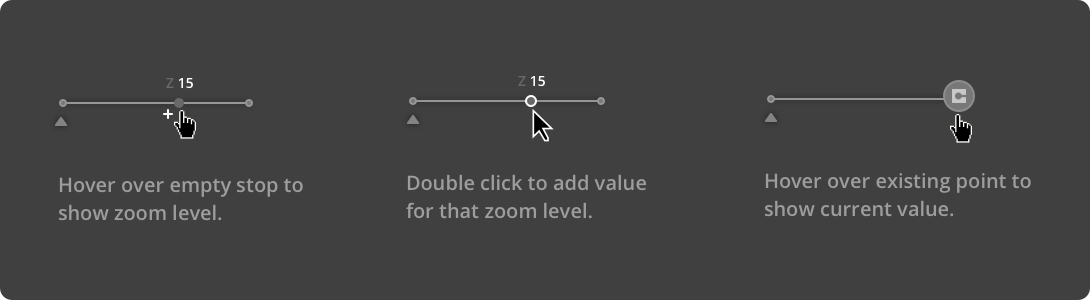 Z 15
Z 15
Hover over empty stop to
show zoom level.
Double click to add value
for that zoom level.
Hover over existing point to
show current value.